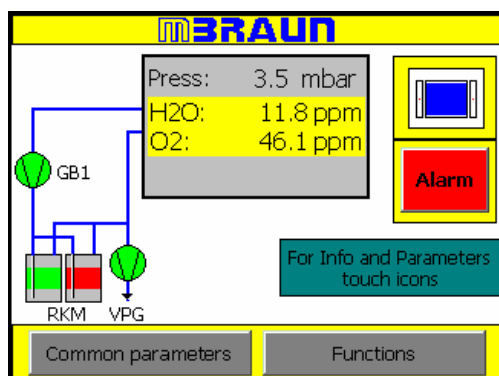 mBRAUN
Press: 3.5 mbar
H2O: 11.8 ppm
O2: 46.1 ppm
GB1
Alarm
For Info and Parameters
touch icons
RKM VPG
Common parameters Functions